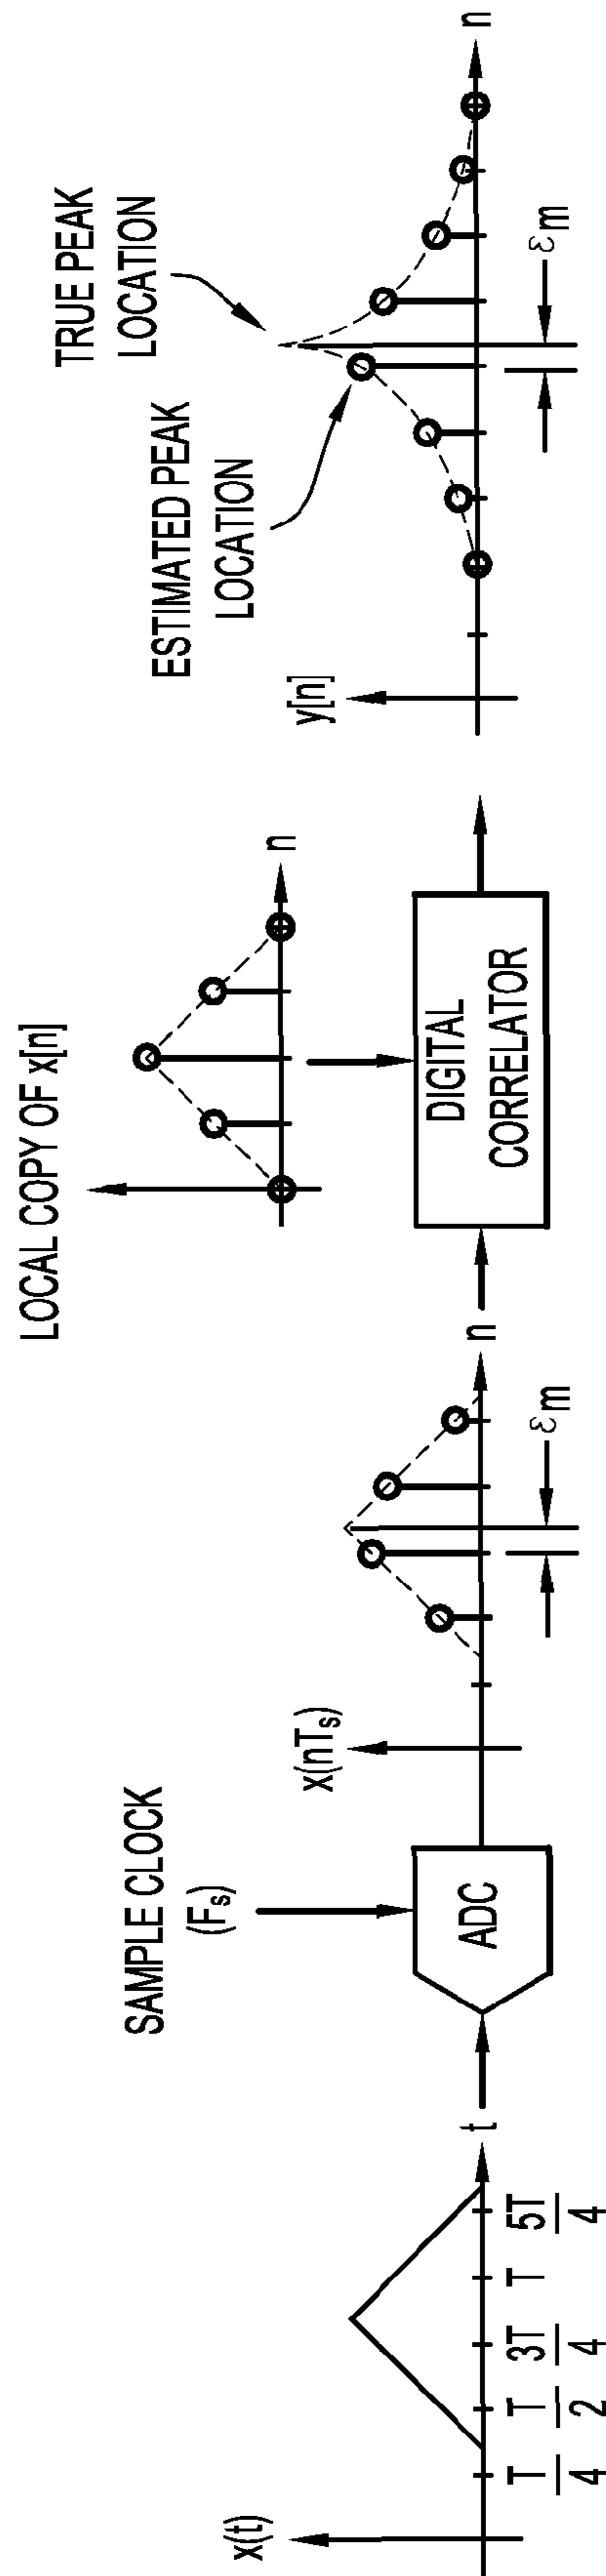 x(t)
T/4
T/2
3T/4
T
5T/4
t
SAMPLE CLOCK
(Fs)
ADC
x(nTs)
n
εm
LOCAL COPY OF x[n]
n
DIGITAL
CORRELATOR
y[n]
ESTIMATED PEAK
LOCATION
TRUE PEAK
LOCATION
εm
n